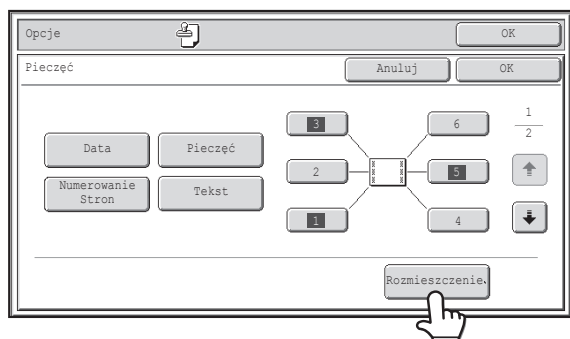 Opcje
OK
Pieczęć
Anuluj
OK
Data
Pieczęć
Numerowanie
Stron
Tekst
3
6
2
5
1
4
1
2
Rozmieszczenie